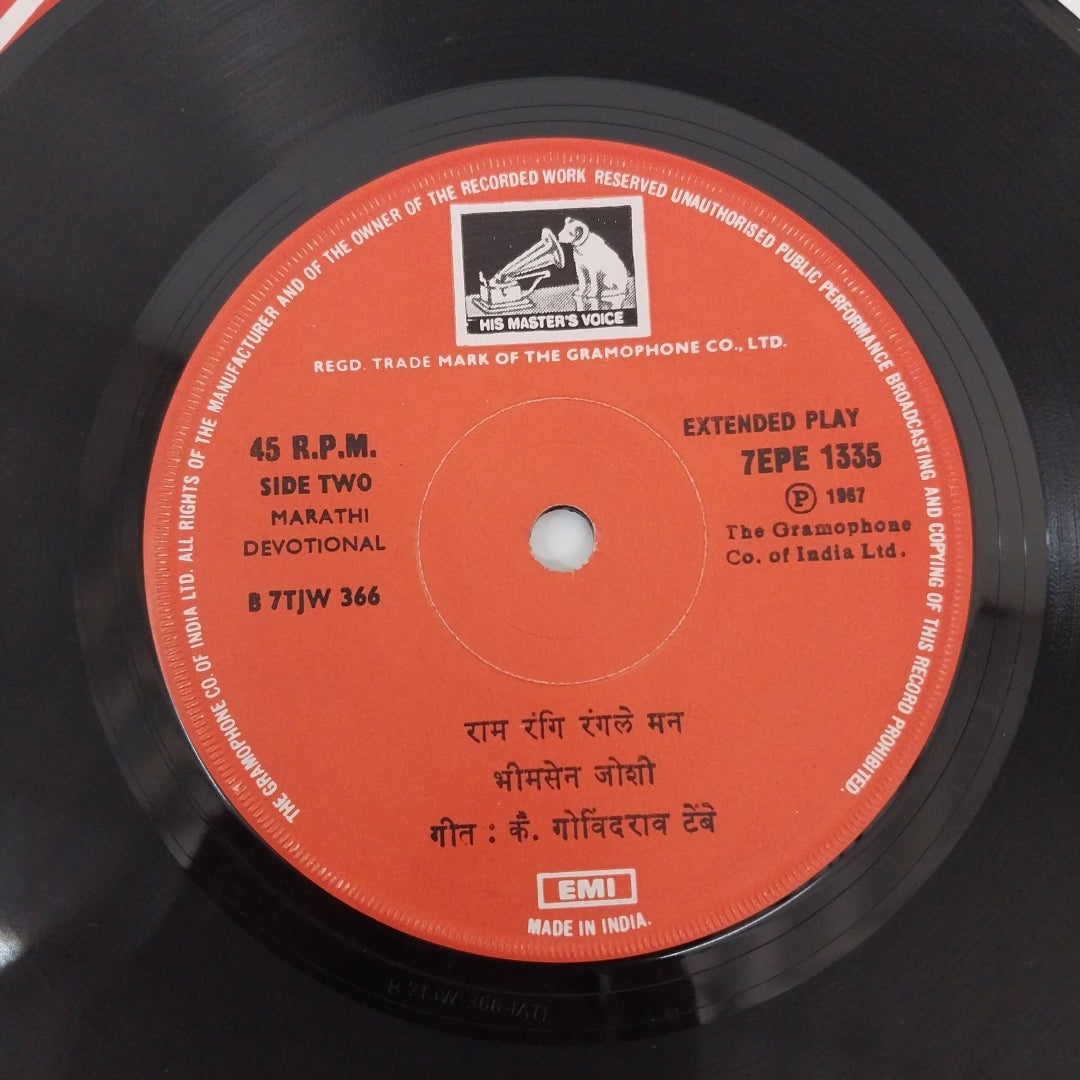 THE GRAMOPHONE CO. OF INDIA LTD. ALL RIGHTS OF THE MANUFACTURER AND OF THE OWNER OF THE RECORDED WORK RESERVED UNAUTHORISED PUBLIC PERFORMANCE BROADCASTING AND COPYING OF THIS RECORD PROHIBITED.
HIS MASTER'S VOICE
REGD. TRADE MARK OF THE GRAMOPHONE CO., LTD.
45 R.P.M.
SIDE TWO
MARATHI
DEVOTIONAL
B 7TJW 366
EXTENDED PLAY
7EPE 1335
Ⓟ 1967
The Gramophone
Co. of India Ltd.
राम रंगि रंगले मन
भीमसेन जोशी
गीत : कै. गोविंदराव टेंबे
EMI
MADE IN INDIA.
B 7TJW-366-1AT1